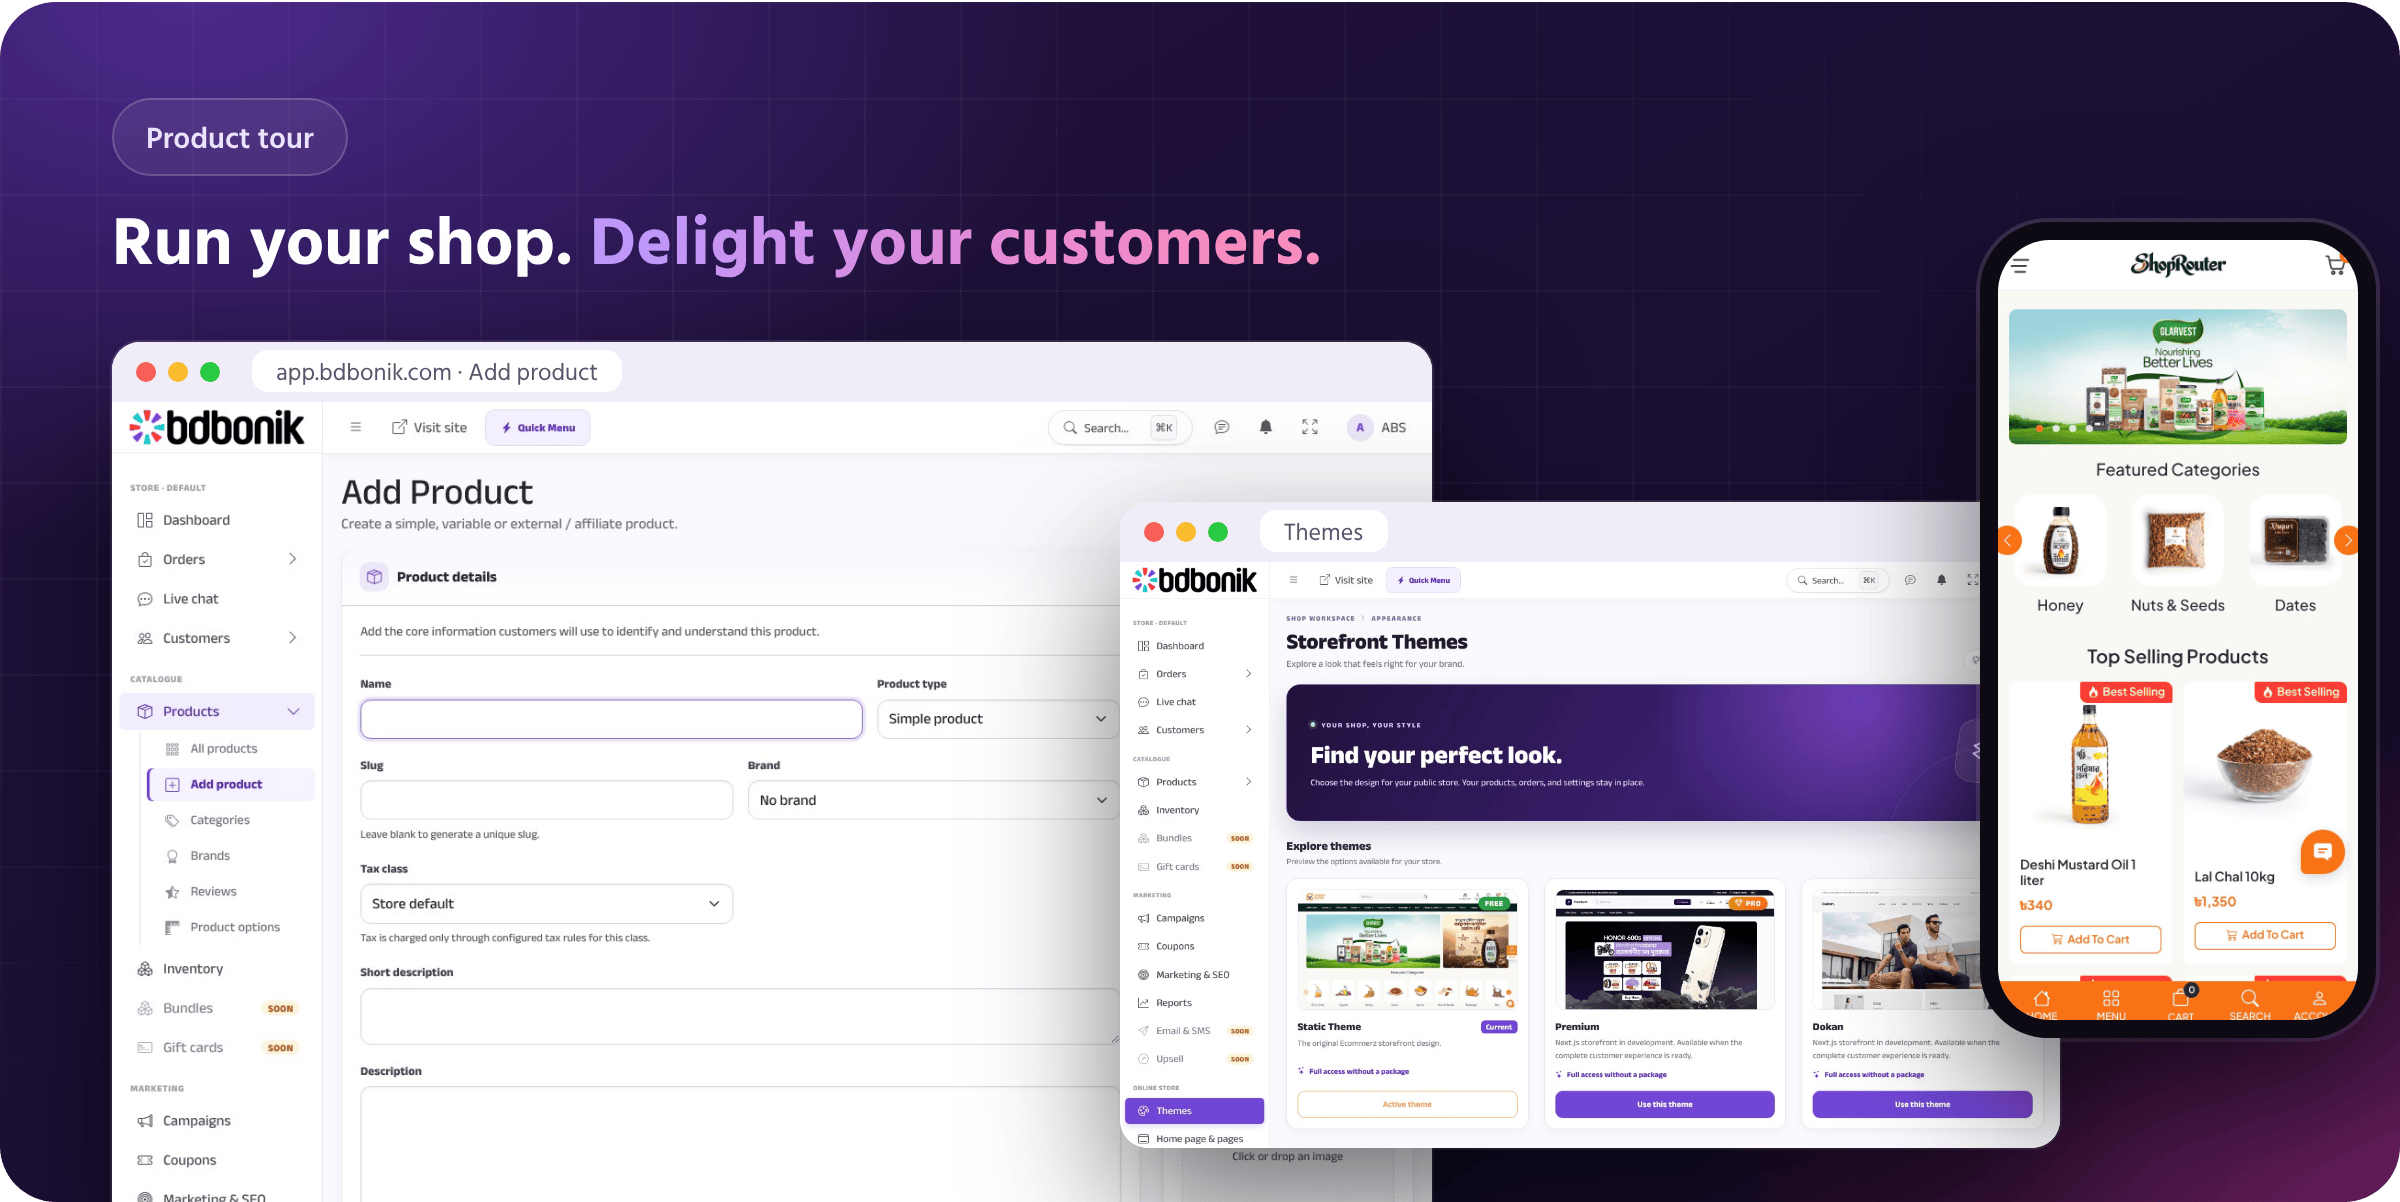 Product tour
Run your shop. Delight your customers.
app.bdbonik.com · Add product
bdbonik
Visit site
Quick Menu
Search...
⌘K
A
ABS
STORE - DEFAULT
Dashboard
Orders
Live chat
Customers
CATALOGUE
Products
All products
Add product
Categories
Brands
Reviews
Product options
Inventory
Bundles SOON
Gift cards SOON
MARKETING
Campaigns
Coupons
Marketing & SEO
Add Product
Create a simple, variable or external / affiliate product.
Product details
Add the core information customers will use to identify and understand this product.
Name
Product type
Simple product
Slug
Brand
No brand
Leave blank to generate a unique slug.
Tax class
Store default
Tax is charged only through configured tax rules for this class.
Short description
Description
Click or drop an image
Themes
bdbonik
Visit site
Quick Menu
Search...
⌘K
STORE - DEFAULT
Dashboard
Orders
Live chat
Customers
CATALOGUE
Products
Inventory
Bundles SOON
Gift cards SOON
MARKETING
Campaigns
Coupons
Marketing & SEO
Reports
Email & SMS SOON
Upsell SOON
ONLINE STORE
Themes
Home page & pages
SHOP WORKSPACE > APPEARANCE
Storefront Themes
Explore a look that feels right for your brand.
YOUR SHOP, YOUR STYLE
Find your perfect look.
Choose the design for your public store. Your products, orders, and settings stay in place.
Explore themes
Preview the options available for your store.
FREE
Static Theme
Current
The original Ecommerz storefront design.
Full access without a package
Active theme
PRO
HONOR 600s
Premium
Next.js storefront in development. Available when the
complete customer experience is ready.
Full access without a package
Use this theme
Dokan
Next.js storefront in development. Available when the
complete customer experience is ready.
Full access without a package
Use this theme
ShopRouter
GLARVEST
Nourishing
Better Lives
Featured Categories
Honey
Nuts & Seeds
Dates
Top Selling Products
Best Selling
Best Selling
Deshi Mustard Oil 1
liter
৳340
Add To Cart
Lal Chal 10kg
৳1,350
Add To Cart
HOME
MENU
0
CART
SEARCH
ACCOU